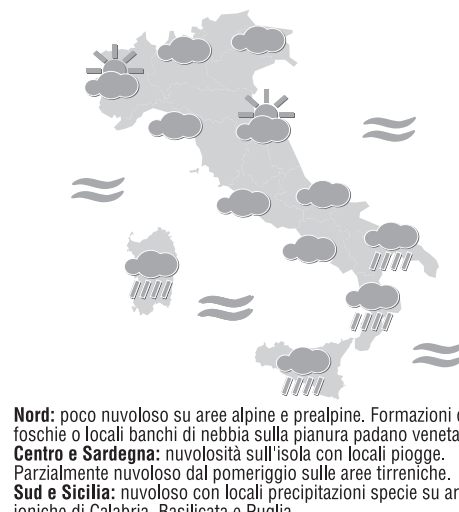 Nord: poco nuvoloso su aree alpine e prealpine. Formazioni
foschie o locali banchi di nebbia sulla pianura padano veneta
Centro e Sardegna: nuvolosità sull'isola con locali piogge.
Parzialmente nuvoloso dal pomeriggio sulle aree tirreniche.
Sud e Sicilia: nuvoloso con locali precipitazioni specie su
ioniche di Calabria, Basilicata e Puglia